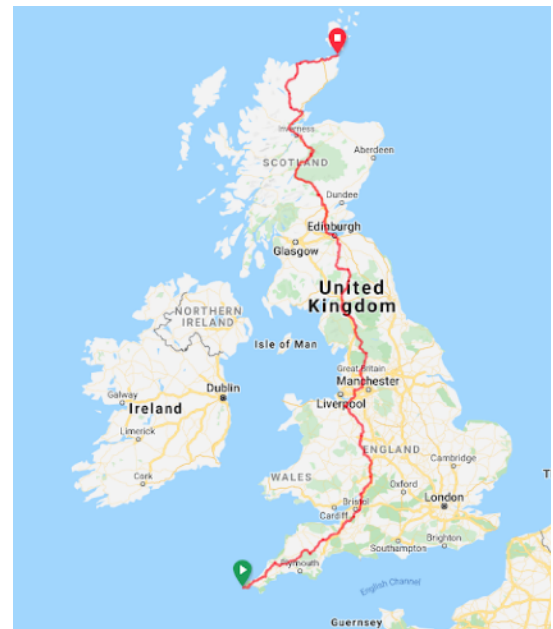 Inverness
SCOTLAND
Aberdeen
Dundee
Edinburgh
Glasgow
United
Kingdom
NORTHERN
IRELAND
Isle of Man
Great Britain
Manchester
Dublin
Galway
Ireland
Liverpool
Limerick
ENGLAND
Cambridge
Cork
WALES
Oxford
London
Bristol
Cardiff
Southampton
Brighton
Plymouth
English Channel
Guernsey